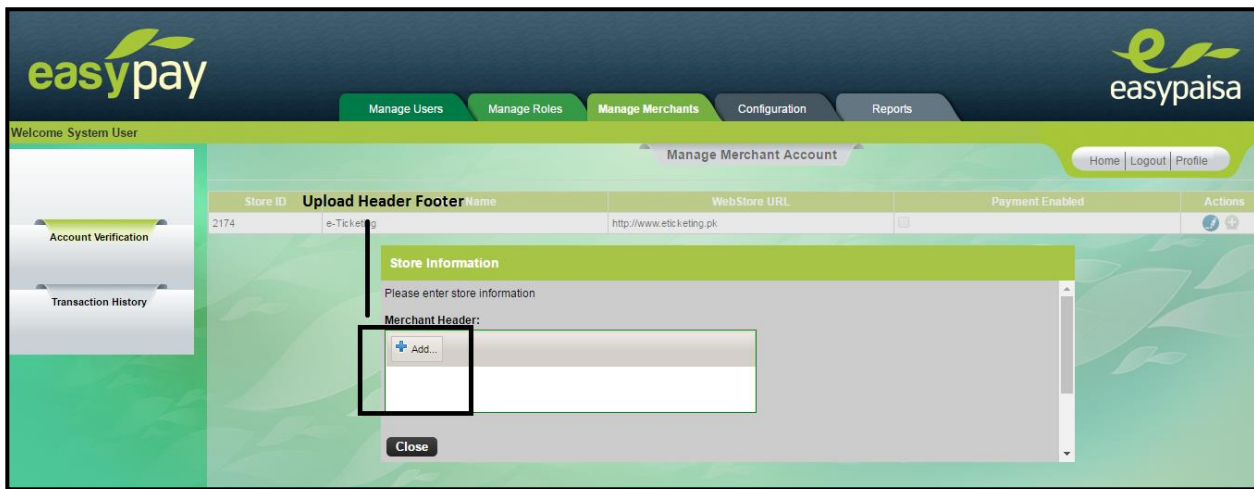 easypay
easypaisa
Manage Users Manage Roles Manage Merchants Configuration Reports
Welcome System User
Manage Merchant Account
Home | Logout | Profile
Store ID Upload Header Footer Name WebStore URL Payment Enabled Actions
2174 e-Ticketing http://www.eticketing.pk
Account Verification
Store Information
Please enter store information
Transaction History
Merchant Header:
Add...
Close